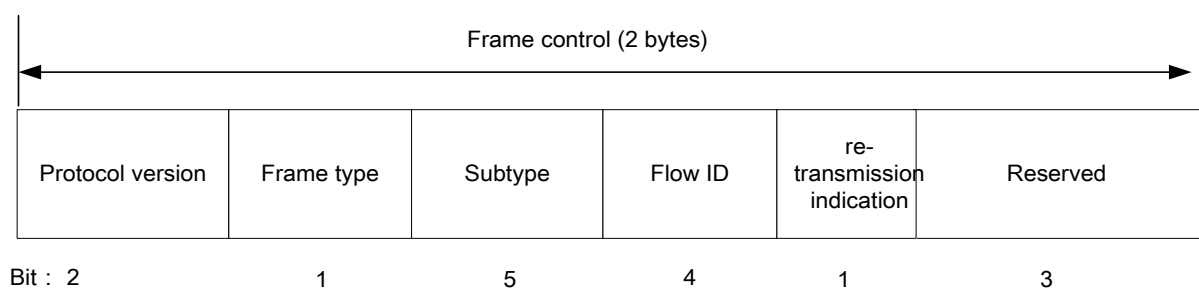 Frame control (2 bytes)
Protocol version
Frame type
Subtype
Flow ID
re-
transmission
indication
Reserved
Bit : 2 1 5 4 1 3